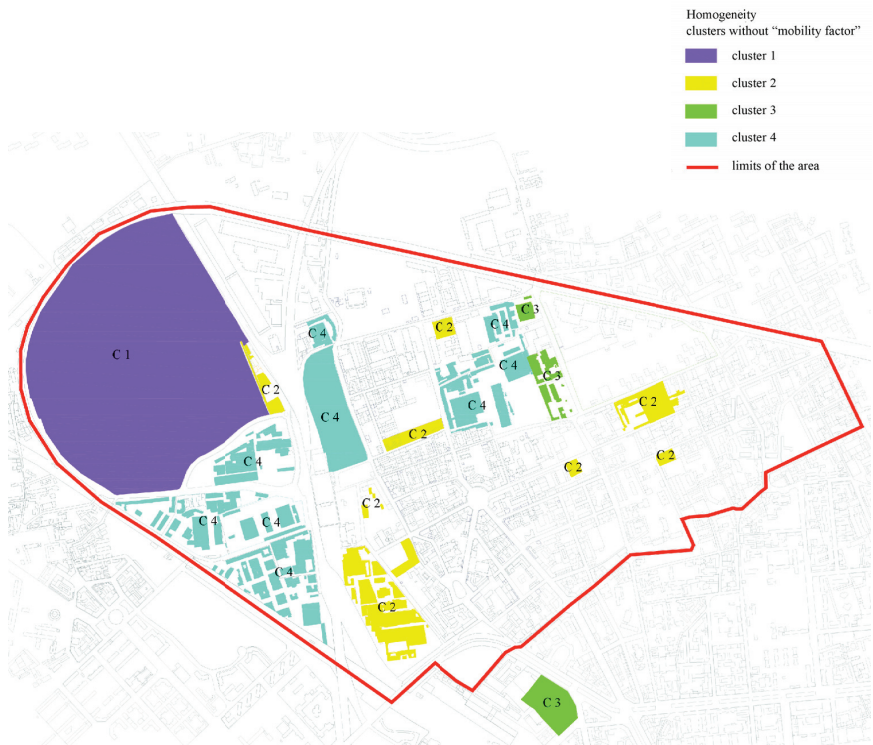 Homogeneity
clusters without “mobility factor”
cluster 1
cluster 2
cluster 3
cluster 4
limits of the area
C 3
C 4
C 2
C 4
C 1
C 4
C 3
C 2
C 4
C 4
C 2
C 2
C 4
C 2
C 2
C 2
C 4
C 4
C 4
C 2
C 3